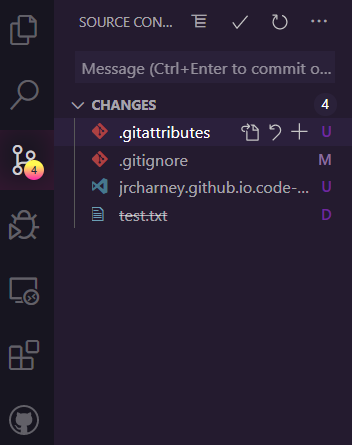 SOURCE CON...
Message (Ctrl+Enter to commit o...
CHANGES 4
.gitattributes U
4
.gitignore M
jrcharney.github.io.code-... U
test.txt D